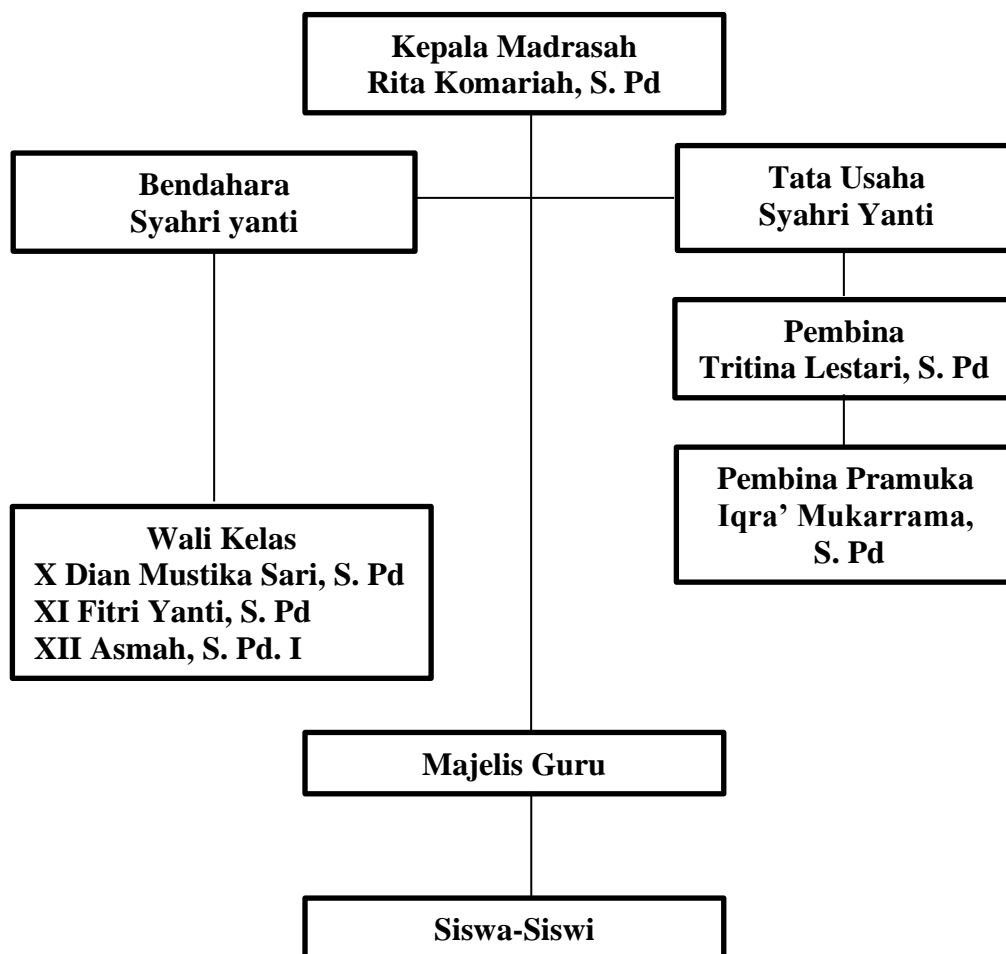 Kepala Madrasah
Rita Komariah, S. Pd
Bendahara
Syahri yanti
Tata Usaha
Syahri Yanti
Pembina
Tritina Lestari, S. Pd
Pembina Pramuka
Iqra’ Mukarrama,
S. Pd
Wali Kelas
X Dian Mustika Sari, S. Pd
XI Fitri Yanti, S. Pd
XII Asmah, S. Pd. I
Majelis Guru
Siswa-Siswi